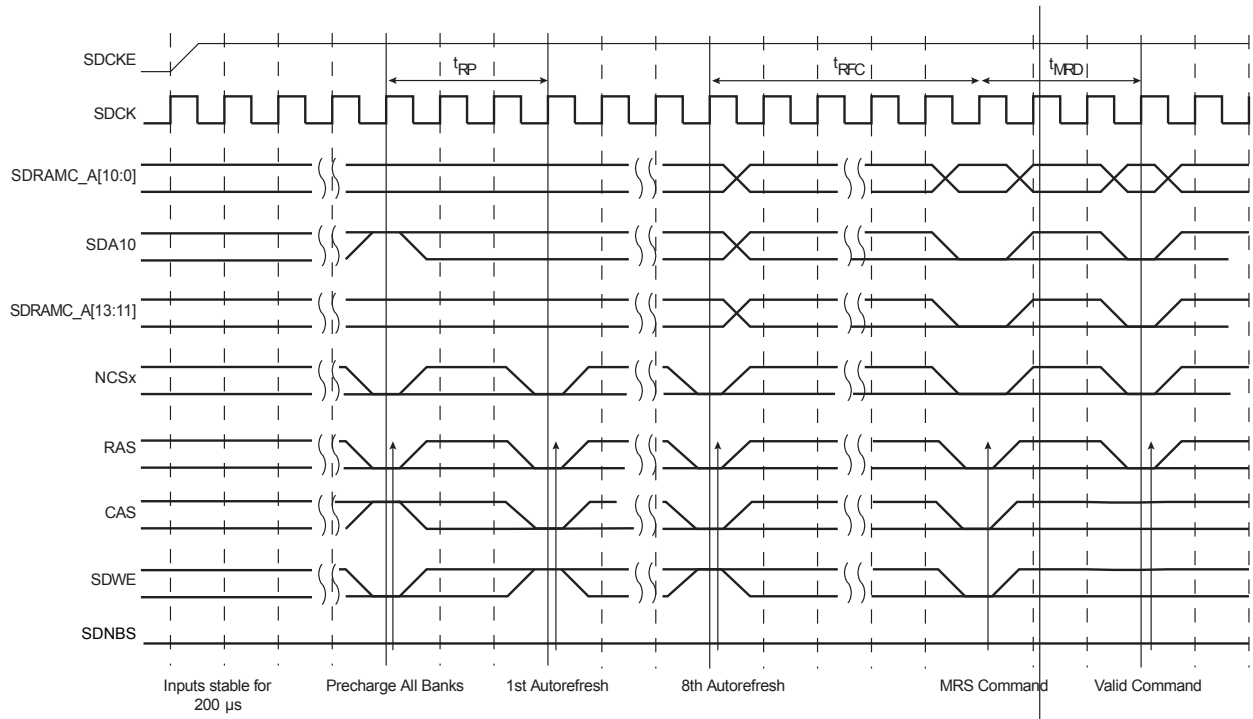 SDCKE
tRP
tRFC
tMRD
SDCK
SDRAMC_A[10:0]
SDA10
SDRAMC_A[13:11]
NCSx
RAS
CAS
SDWE
SDNBS
Inputs stable for
200 µs
Precharge All Banks
1st Autorefresh
8th Autorefresh
MRS Command
Valid Command